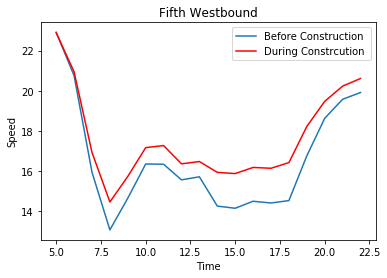 Fifth Westbound
Before Construction
During Constrcution
Speed
22
20
18
16
14
5.0 7.5 10.0 12.5 15.0 17.5 20.0 22.5
Time